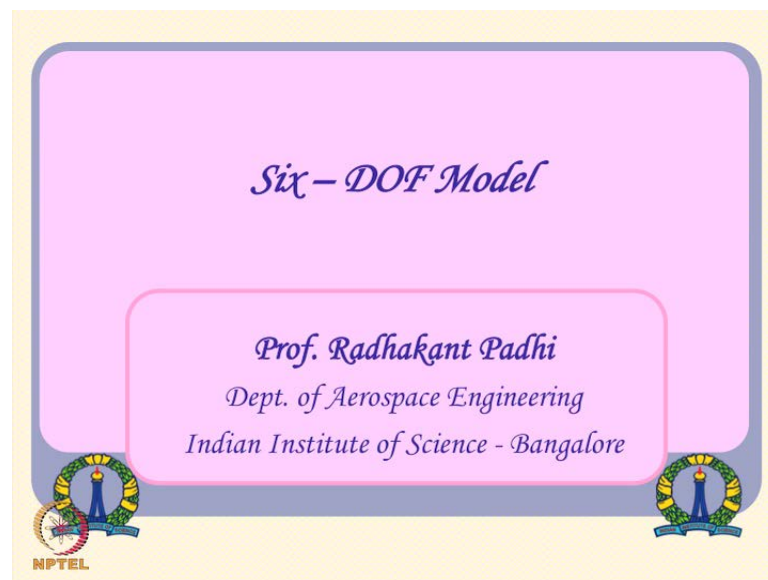 Six – DOF Model
Prof. Radhakant Padhi
Dept. of Aerospace Engineering
Indian Institute of Science - Bangalore
NPTEL